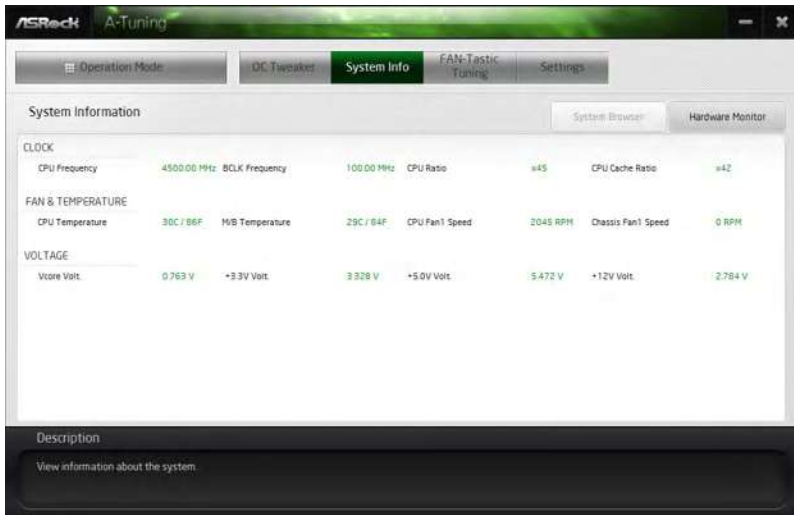 ASRock A-Tuning
Operation Mode OC Tweaker System Info FAN-Tastic Tuning Settings
System Information System Browser Hardware Monitor
CLOCK
CPU Frequency 4500.00 MHz BCLK Frequency 100.00 MHz CPU Ratio x45 CPU Cache Ratio x42
FAN & TEMPERATURE
CPU Temperature 30C / 86F M/B Temperature 29C / 84F CPU Fan1 Speed 2045 RPM Chassis Fan1 Speed 0 RPM
VOLTAGE
Vcore Volt. 0.763 V +3.3V Volt. 3.328 V +5.0V Volt. 5.472 V +12V Volt. 2.784 V
Description
View information about the system.